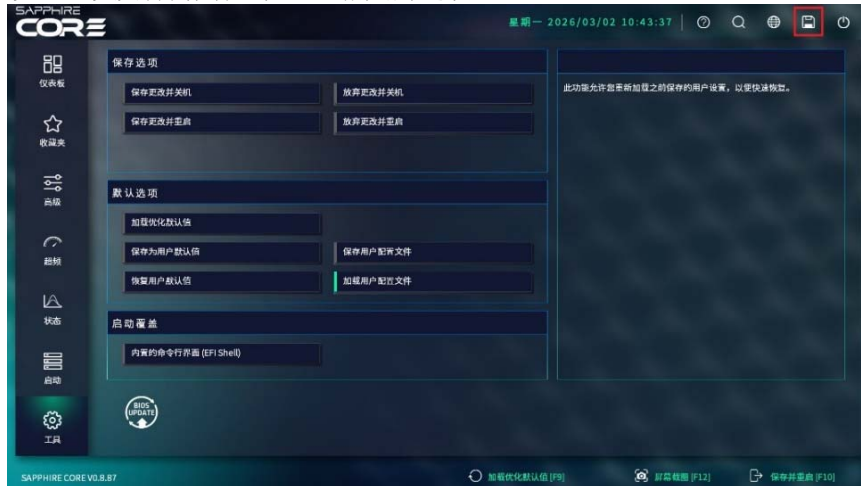 SAPPHIRE
CORE
星期一 2026/03/02 10:43:37
仪表板
收藏夹
高级
超频
状态
启动
工具
保存选项
保存更改并关机
放弃更改并关机
保存更改并重启
放弃更改并重启
默认选项
加载优化默认值
保存为用户默认值
保存用户配置文件
恢复用户默认值
加载用户配置文件
启动覆盖
内置的命令行界面 (EFI Shell)
此功能允许您重新加载之前保存的用户设置，以便快速恢复。
BIOS
UPDATE
SAPPHIRE CORE V0.8.B7
加载优化默认值 [F9]
屏幕截图 [F12]
保存并重启 [F10]